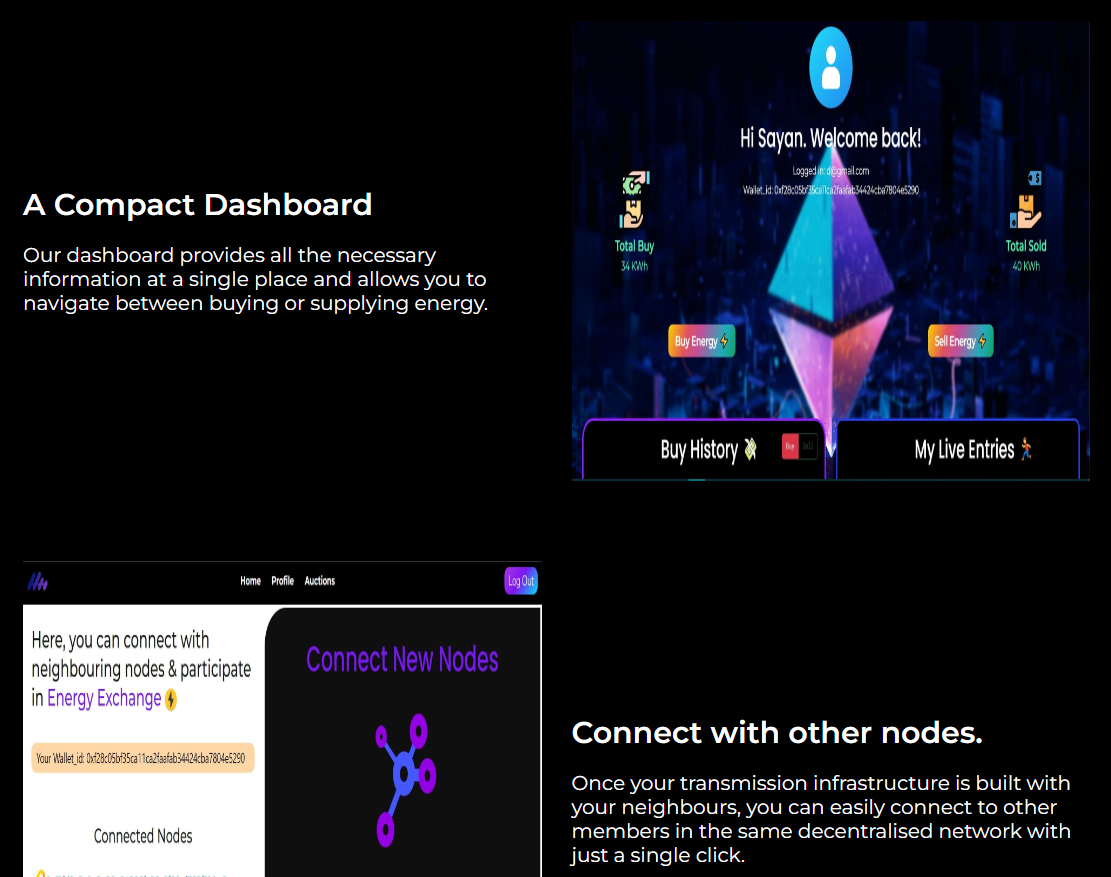 A Compact Dashboard
Our dashboard provides all the necessary
information at a single place and allows you to
navigate between buying or supplying energy.
Hi Sayan. Welcome back!
Logged in: d@gmail.com
Wallet_id: 0xf28c05bf35ca11ca2faafab34424cba7804e5290
Total Buy
34 KWh
Total Sold
40 KWh
Buy Energy ⚡
Sell Energy ⚡
Buy History 💸
Buy
Sell
My Live Entries 🏃
Home Profile Auctions
Log Out
Here, you can connect with
neighbouring nodes & participate
in Energy Exchange ⚡
Your Wallet_id: 0xf28c05bf35ca11ca2faafab34424cba7804e5290
Connected Nodes
Connect New Nodes
Connect with other nodes.
Once your transmission infrastructure is built with
your neighbours, you can easily connect to other
members in the same decentralised network with
just a single click.